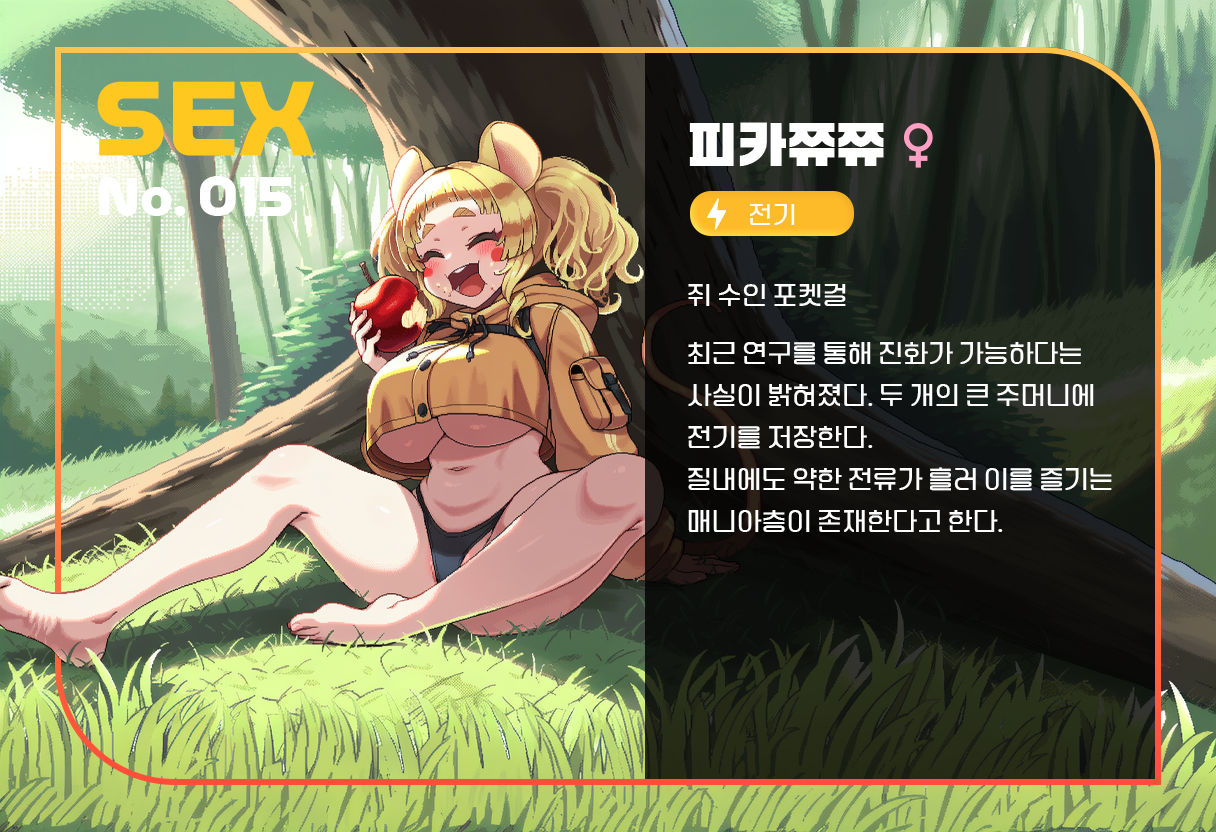 SEX
No. 015
피카쮸쮸 ♀
전기
쥐 수인 포켓걸
최근 연구를 통해 진화가 가능하다는
사실이 밝혀졌다. 두 개의 큰 주머니에
전기를 저장한다.
질내에도 약한 전류가 흘러 이를 즐기는
매니아층이 존재한다고 한다.